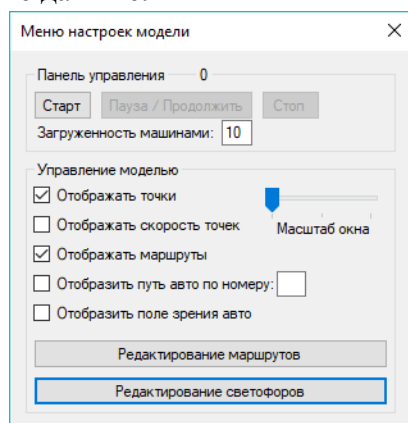 Меню настроек модели
Панель управления 0
Старт Пауза / Продолжить Стоп
Загруженность машинами: 10
Управление моделью
Отображать точки
Отображать скорость точек Масштаб окна
Отображать маршруты
Отобразить путь авто по номеру:
Отобразить поле зрения авто
Редактирование маршрутов
Редактирование светофоров